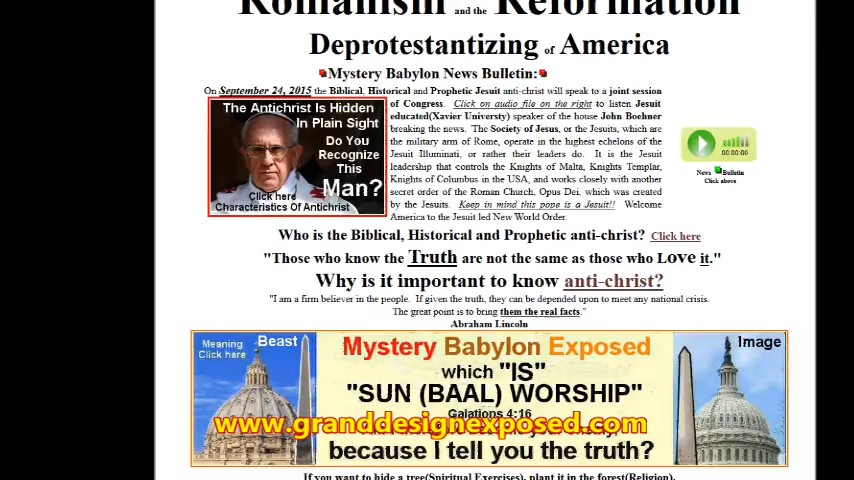 Romanism and the Reformation
Deprotestantizing of America
Mystery Babylon News Bulletin:
On September 24, 2015 the Biblical, Historical and Prophetic Jesuit anti-christ will speak to a joint session
of Congress. Click on audio file on the right to listen Jesuit
educated(Xavier Universty) speaker of the house John Boehner
breaking the news. The Society of Jesus, or the Jesuits, which are
the military arm of Rome, operate in the highest echelons of the
Jesuit Illuminati, or rather their leaders do. It is the Jesuit
leadership that controls the Knights of Malta, Knights Templar,
Knights of Columbus in the USA, and works closely with another
secret order of the Roman Church, Opus Dei, which was created
by the Jesuits. Keep in mind this pope is a Jesuit!! Welcome
America to the Jesuit led New World Order.
The Antichrist Is Hidden
In Plain Sight
Do You
Recognize
This
Man?
Click here
Characteristics Of Antichrist
00:00:00
News Bulletin
Click above
Who is the Biblical, Historical and Prophetic anti-christ? Click here
"Those who know the Truth are not the same as those who Love it."
Why is it important to know anti-christ?
"I am a firm believer in the people. If given the truth, they can be depended upon to meet any national crisis.
The great point is to bring them the real facts."
Abraham Lincoln
Meaning
Click here
Beast
Mystery Babylon Exposed
which "IS"
"SUN (BAAL) WORSHIP"
Galations 4:16
www.granddesignexposed.com
because I tell you the truth?
Image
If you want to hide a tree(Spiritual Exercises), plant it in the forest(Religion).